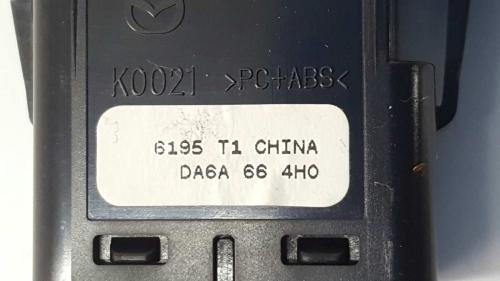 K0021 >PC+ABS<
6195 T1 CHINA
DA6A 66 4H0